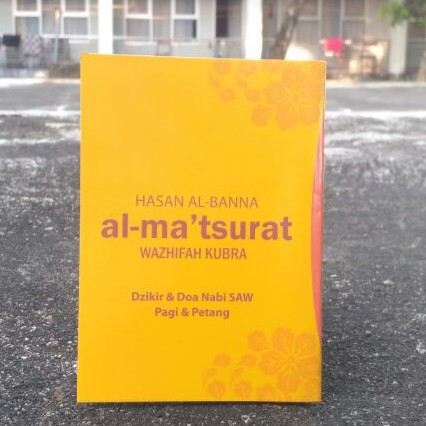 HASAN AL-BANNA
al-ma'tsurat
WAZHIFAH KUBRA
Dzikir & Doa Nabi SAW
Pagi & Petang